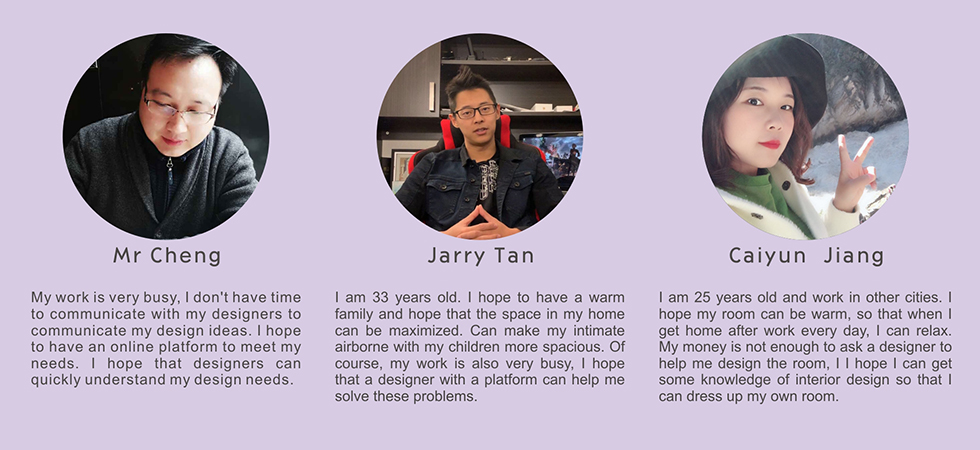 Mr Cheng
My work is very busy, I don't have time
to communicate with my designers to
communicate my design ideas. I hope
to have an online platform to meet my
needs. I hope that designers can
quickly understand my design needs.
Jarry Tan
I am 33 years old. I hope to have a warm
family and hope that the space in my home
can be maximized. Can make my intimate
airborne with my children more spacious. Of
course, my work is also very busy, I hope
that a designer with a platform can help me
solve these problems.
Caiyun Jiang
I am 25 years old and work in other cities. I
hope my room can be warm, so that when I
get home after work every day, I can relax.
My money is not enough to ask a designer to
help me design the room, I I hope I can get
some knowledge of interior design so that I
can dress up my own room.